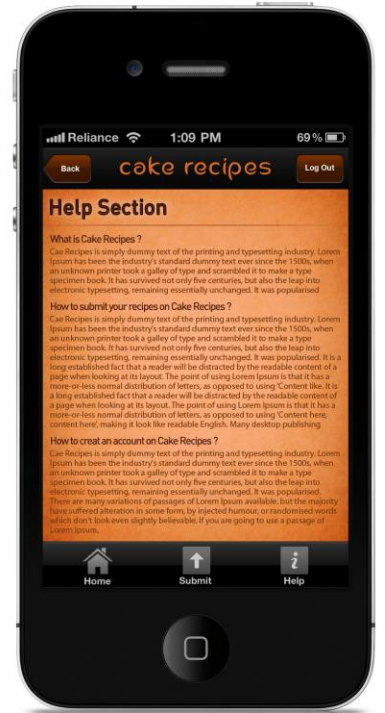 Reliance 1:09 PM 69%
Back cake recipes Log Out
Help Section
What is Cake Recipes ?
Cae Recipes is simply dummy text of the printing and typesetting industry. Lorem
Ipsum has been the industry's standard dummy text ever since the 1500s, when
an unknown printer took a galley of type and scrambled it to make a type
specimen book. It has survived not only five centuries, but also the leap into
electronic typesetting, remaining essentially unchanged. It was popularised
How to submit your recipes on Cake Recipes ?
Cae Recipes is simply dummy text of the printing and typesetting industry. Lorem
Ipsum has been the industry's standard dummy text ever since the 1500s, when
an unknown printer took a galley of type and scrambled it to make a type
specimen book. It has survived not only five centuries, but also the leap into
electronic typesetting, remaining essentially unchanged. It was popularised. It is a
long established fact that a reader will be distracted by the readable content of a
page when looking at its layout. The point of using Lorem Ipsum is that it has a
more-or-less normal distribution of letters, as opposed to using 'Content like. It is
a long established fact that a reader will be distracted by the readable content of
a page when looking at its layout. The point of using Lorem Ipsum is that it has a
more-or-less normal distribution of letters, as opposed to using 'Content here,
content here', making it look like readable English. Many desktop publishing
How to creat an account on Cake Recipes ?
Cae Recipes is simply dummy text of the printing and typesetting industry. Lorem
Ipsum has been the industry's standard dummy text ever since the 1500s, when
an unknown printer took a galley of type and scrambled it to make a type
specimen book. It has survived not only five centuries, but also the leap into
electronic typesetting, remaining essentially unchanged. It was popularised.
There are many variations of passages of Lorem Ipsum available, but the majority
have suffered alteration in some form, by injected humour, or randomised words
which don't look even slightly believable. If you are going to use a passage of
Lorem Ipsum.
Home Submit Help